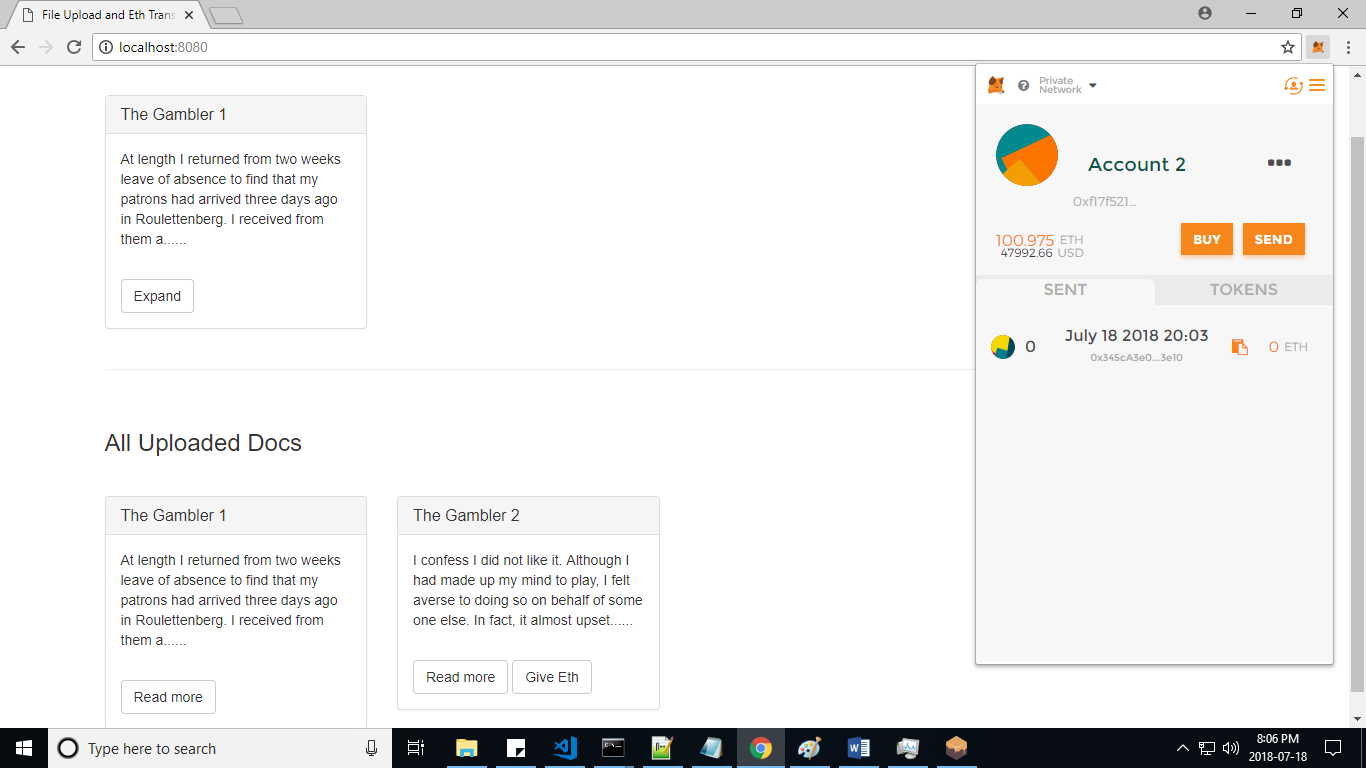 File Upload and Eth Trans
localhost:8080
The Gambler 1
At length I returned from two weeks
leave of absence to find that my
patrons had arrived three days ago
in Roulettenberg. I received from
them a......
Expand
All Uploaded Docs
The Gambler 1
At length I returned from two weeks
leave of absence to find that my
patrons had arrived three days ago
in Roulettenberg. I received from
them a......
Read more
The Gambler 2
I confess I did not like it. Although I
had made up my mind to play, I felt
averse to doing so on behalf of some
one else. In fact, it almost upset......
Read more
Give Eth
Private
Network
Account 2
0xf17f521...
100.975 ETH
47992.66 USD
BUY
SEND
SENT
TOKENS
0
July 18 2018 20:03
0x345cA3e0...3e10
0 ETH
Type here to search
8:06 PM
2018-07-18